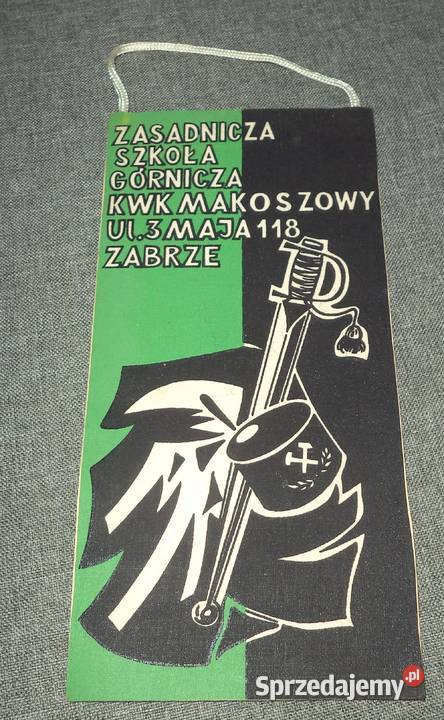 ZASADNICZA
SZKOŁA
GÓRNICZA
KWK MAKOSZOWY
Ul. 3 MAJA 118
ZABRZE
Sprzedajemy.pl